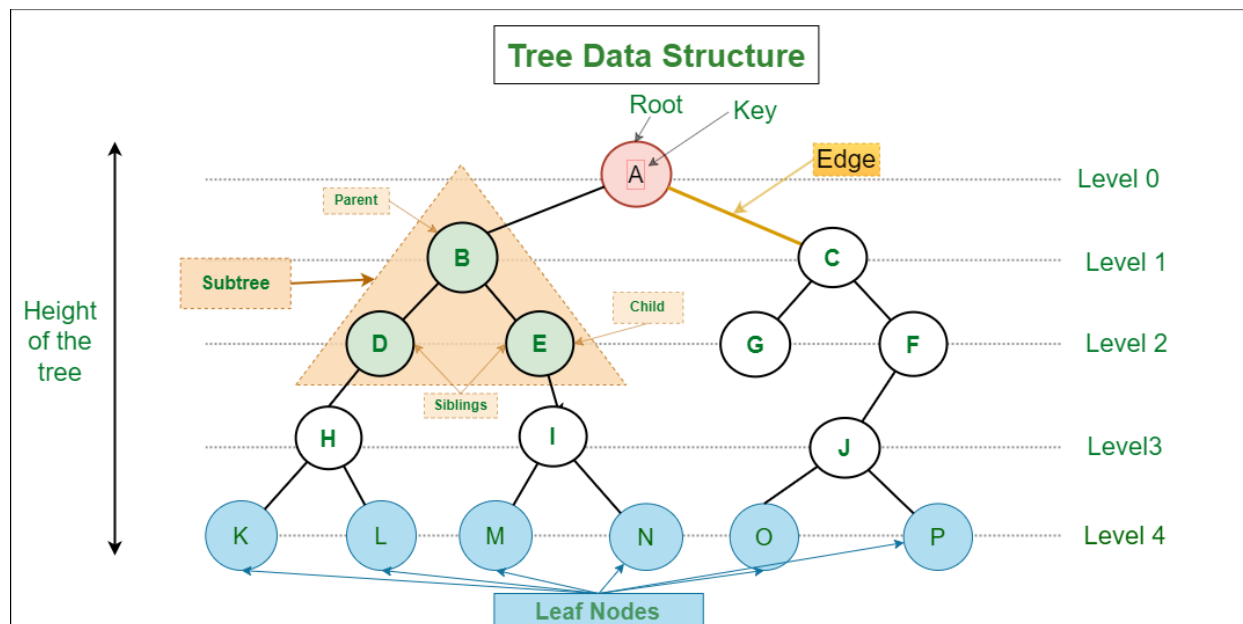 Tree Data Structure
Root
Key
A
Edge
Level 0
Parent
B
C
Level 1
Subtree
Child
Height
of the
tree
D
E
G
F
Level 2
Siblings
H
I
J
Level3
K
L
M
N
O
P
Level 4
Leaf Nodes